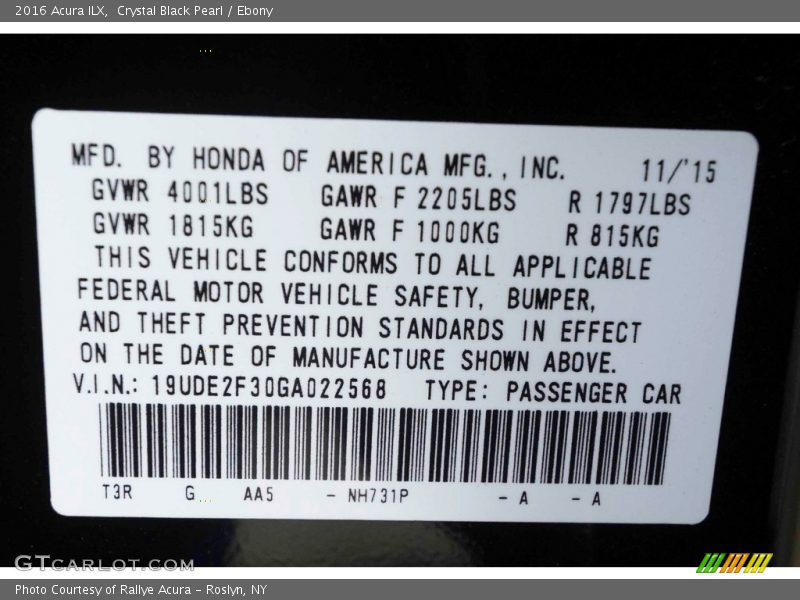 2016 Acura ILX, Crystal Black Pearl / Ebony
MFD. BY HONDA OF AMERICA MFG., INC. 11/'15
GVWR 4001LBS GAWR F 2205LBS R 1797LBS
GVWR 1815KG GAWR F 1000KG R 815KG
THIS VEHICLE CONFORMS TO ALL APPLICABLE
FEDERAL MOTOR VEHICLE SAFETY, BUMPER,
AND THEFT PREVENTION STANDARDS IN EFFECT
ON THE DATE OF MANUFACTURE SHOWN ABOVE.
V.I.N.: 19UDE2F30GA022568 TYPE: PASSENGER CAR
T3R G AA5 - NH731P - A - A
GTCARLOT.COM
Photo Courtesy of Rallye Acura - Roslyn, NY